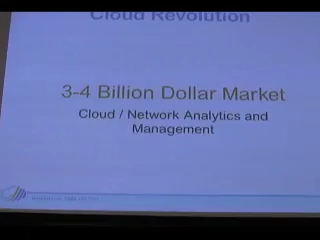 Cloud Revolution
3-4 Billion Dollar Market
Cloud / Network Analytics and
Management